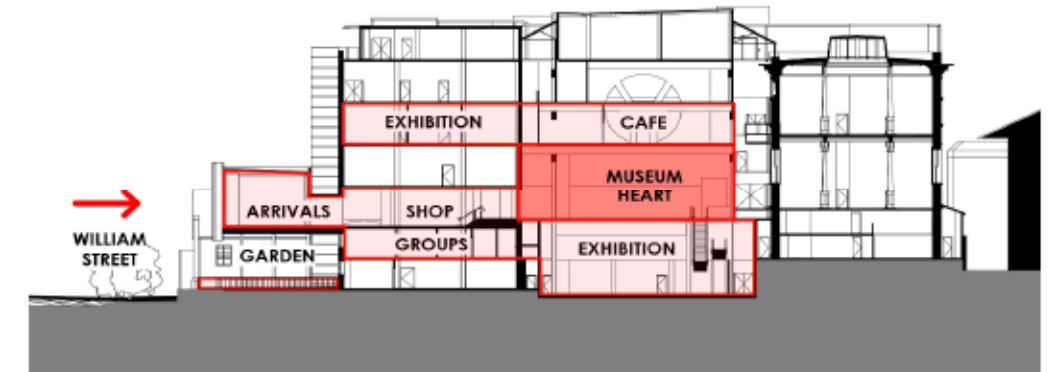 EXHIBITION
CAFE
MUSEUM
HEART
ARRIVALS
SHOP
WILLIAM
STREET
GARDEN
GROUPS
EXHIBITION